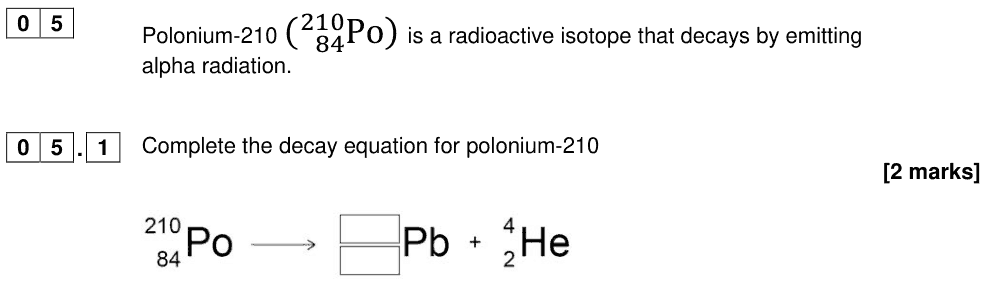 0 5 Polonium-210 (²¹⁰₈₄Po) is a radioactive isotope that decays by emitting
alpha radiation.
0 5 . 1 Complete the decay equation for polonium-210
[2 marks]
²¹⁰₈₄Po ⟶ Pb + ⁴₂He